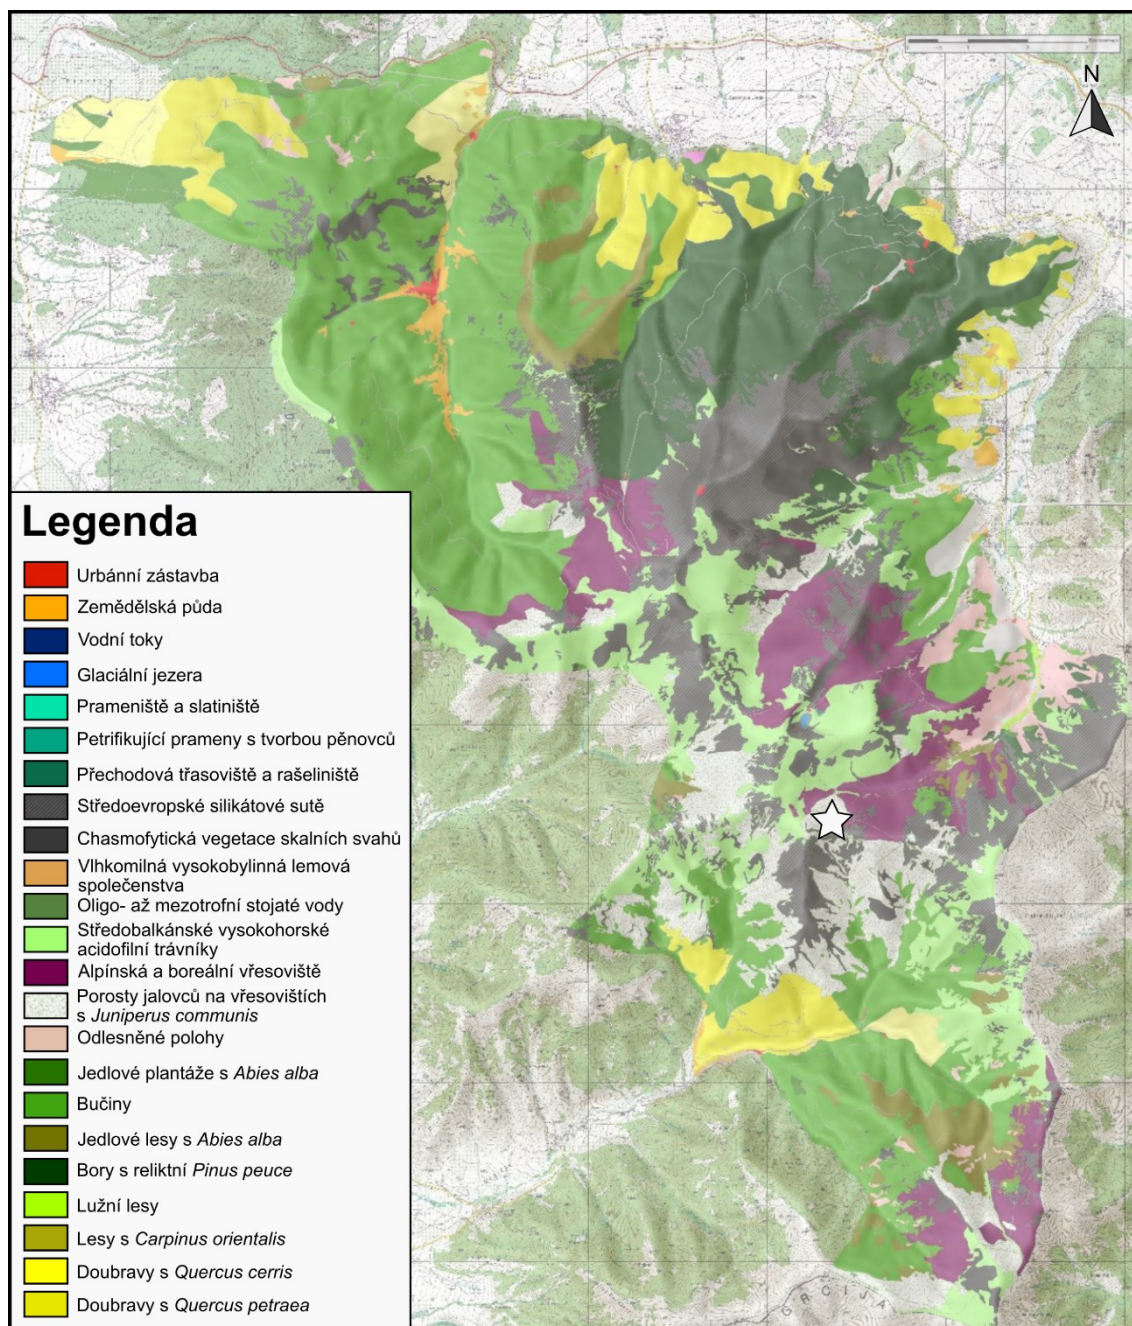 N
Legenda
Urbánní zástavba
Zemědělská půda
Vodní toky
Glaciální jezera
Prameniště a slatiniště
Petrifikující prameny s tvorbou pěnovců
Přechodová třasoviště a rašeliniště
Středoevropské silikátové sutě
Chasmofytická vegetace skalních svahů
Vlhkomilná vysokobylinná lemová
společenstva
Oligo- až mezotrofní stojaté vody
Středobalkánské vysokohorské
acidofilní trávníky
Alpínská a boreální vřesoviště
Porosty jalovců na vřesovištích
s Juniperus communis
Odlesněné polohy
Jedlové plantáže s Abies alba
Bučiny
Jedlové lesy s Abies alba
Bory s reliktní Pinus peuce
Lužní lesy
Lesy s Carpinus orientalis
Doubravy s Quercus cerris
Doubravy s Quercus petraea
GRČIJA